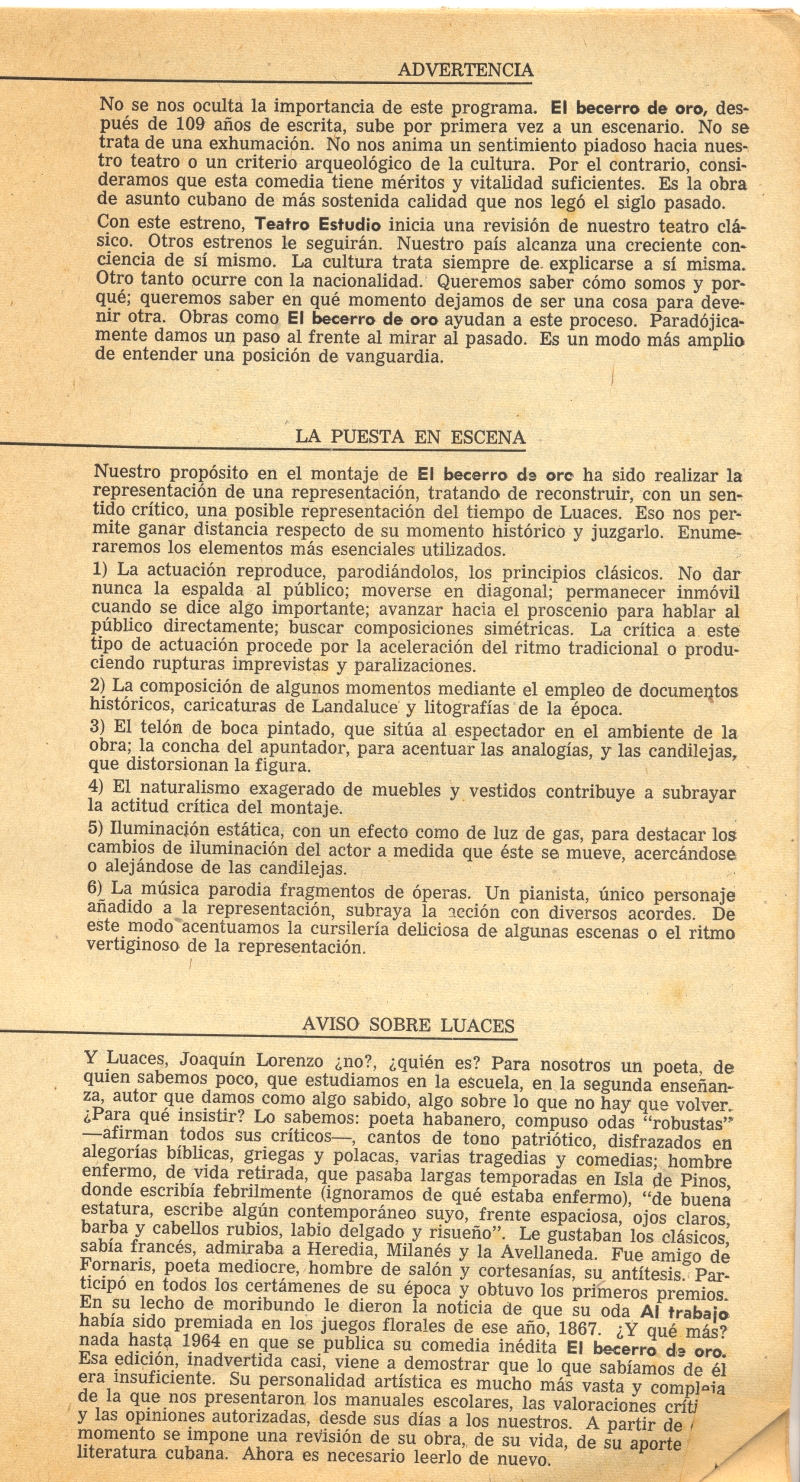 ADVERTENCIA
No se nos oculta la importancia de este programa. El becerro de oro, des-
pués de 109 años de escrita, sube por primera vez a un escenario. No se
trata de una exhumación. No nos anima un sentimiento piadoso hacia nues-
tro teatro o un criterio arqueológico de la cultura. Por el contrario, consi-
deramos que esta comedia tiene méritos y vitalidad suficientes. Es la obra
de asunto cubano de más sostenida calidad que nos legó el siglo pasado.
Con este estreno, Teatro Estudio inicia una revisión de nuestro teatro clá-
sico. Otros estrenos le seguirán. Nuestro país alcanza una creciente con-
ciencia de sí mismo. La cultura trata siempre de explicarse a sí misma.
Otro tanto ocurre con la nacionalidad. Queremos saber cómo somos y por-
qué; queremos saber en qué momento dejamos de ser una cosa para deve-
nir otra. Obras como El becerro de oro ayudan a este proceso. Paradójica-
mente damos un paso al frente al mirar al pasado. Es un modo más amplio
de entender una posición de vanguardia.
LA PUESTA EN ESCENA
Nuestro propósito en el montaje de El becerro de oro ha sido realizar la
representación de una representación, tratando de reconstruir, con un sen-
tido crítico, una posible representación del tiempo de Luaces. Eso nos per-
mite ganar distancia respecto de su momento histórico y juzgarlo. Enume-
raremos los elementos más esenciales utilizados.
1) La actuación reproduce, parodiándolos, los principios clásicos. No dar
nunca la espalda al público; moverse en diagonal; permanecer inmóvil
cuando se dice algo importante; avanzar hacia el proscenio para hablar al
público directamente; buscar composiciones simétricas. La crítica a este
tipo de actuación procede por la aceleración del ritmo tradicional o produ-
ciendo rupturas imprevistas y paralizaciones.
2) La composición de algunos momentos mediante el empleo de documentos
históricos, caricaturas de Landaluce y litografías de la época.
3) El telón de boca pintado, que sitúa al espectador en el ambiente de la
obra; la concha del apuntador, para acentuar las analogías, y las candilejas,
que distorsionan la figura.
4) El naturalismo exagerado de muebles y vestidos contribuye a subrayar
la actitud crítica del montaje.
5) Iluminación estática, con un efecto como de luz de gas, para destacar los
cambios de iluminación del actor a medida que éste se mueve, acercándose
o alejándose de las candilejas.
6) La música parodia fragmentos de óperas. Un pianista, único personaje
añadido a la representación, subraya la acción con diversos acordes. De
este modo acentuamos la cursilería deliciosa de algunas escenas o el ritmo
vertiginoso de la representación.
AVISO SOBRE LUACES
Y Luaces, Joaquín Lorenzo ¿no?, ¿quién es? Para nosotros un poeta, de
quien sabemos poco, que estudiamos en la escuela, en la segunda enseñan-
za, autor que damos como algo sabido, algo sobre lo que no hay que volver.
¿Para qué insistir? Lo sabemos: poeta habanero, compuso odas "robustas"
—afirman todos sus críticos—, cantos de tono patriótico, disfrazados en
alegorías bíblicas, griegas y polacas, varias tragedias y comedias; hombre
enfermo, de vida retirada, que pasaba largas temporadas en Isla de Pinos,
donde escribía febrilmente (ignoramos de qué estaba enfermo), "de buena
estatura, escribe algún contemporáneo suyo, frente espaciosa, ojos claros,
barba y cabellos rubios, labio delgado y risueño". Le gustaban los clásicos,
sabía francés, admiraba a Heredia, Milanés y la Avellaneda. Fue amigo de
Fornaris, poeta mediocre, hombre de salón y cortesanías, su antítesis. Par-
ticipó en todos los certámenes de su época y obtuvo los primeros premios.
En su lecho de moribundo le dieron la noticia de que su oda Al trabajo
había sido premiada en los juegos florales de ese año, 1867. ¿Y qué más?
nada hasta 1964 en que se publica su comedia inédita El becerro de oro.
Esa edición, inadvertida casi, viene a demostrar que lo que sabíamos de él
era insuficiente. Su personalidad artística es mucho más vasta y compleja
de la que nos presentaron los manuales escolares, las valoraciones críti
y las opiniones autorizadas, desde sus días a los nuestros. A partir de
momento se impone una revisión de su obra, de su vida, de su aporte
literatura cubana. Ahora es necesario leerlo de nuevo.